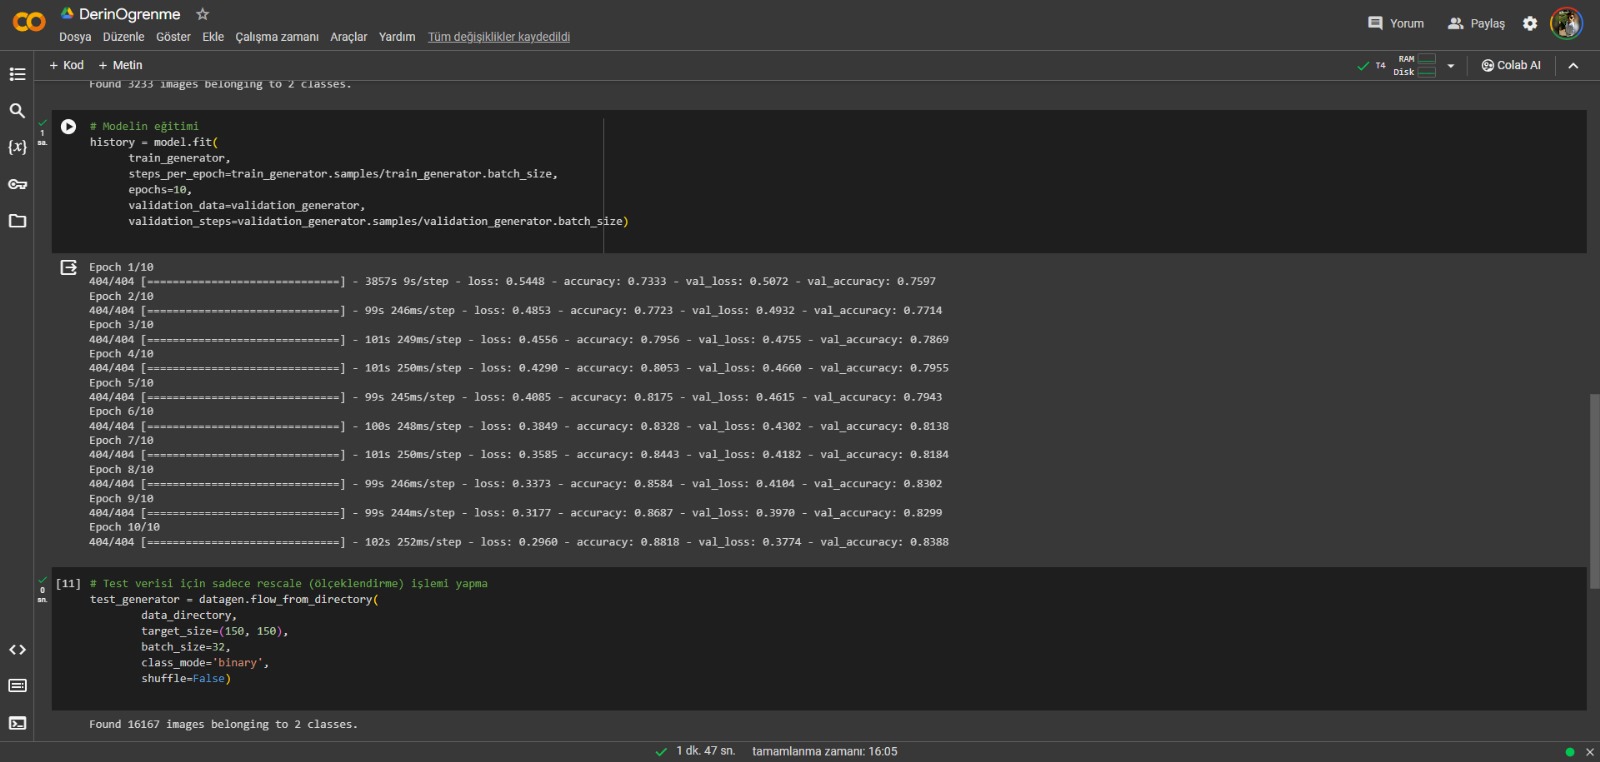 CO DerinOgrenme
Yorum Paylaş
Dosya Düzenle Göster Ekle Çalışma zamanı Araçlar Yardım Tüm değişiklikler kaydedildi
+ Kod + Metin
T4 RAM Disk
Colab AI
Found 3233 images belonging to 2 classes.
{x}
1 sa.
# Modelin eğitimi
history = model.fit(
train_generator,
steps_per_epoch=train_generator.samples/train_generator.batch_size,
epochs=10,
validation_data=validation_generator,
validation_steps=validation_generator.samples/validation_generator.batch_size)
Epoch 1/10
404/404 [==============================] - 3857s 9s/step - loss: 0.5448 - accuracy: 0.7333 - val_loss: 0.5072 - val_accuracy: 0.7597
Epoch 2/10
404/404 [==============================] - 99s 246ms/step - loss: 0.4853 - accuracy: 0.7723 - val_loss: 0.4932 - val_accuracy: 0.7714
Epoch 3/10
404/404 [==============================] - 101s 249ms/step - loss: 0.4556 - accuracy: 0.7956 - val_loss: 0.4755 - val_accuracy: 0.7869
Epoch 4/10
404/404 [==============================] - 101s 250ms/step - loss: 0.4290 - accuracy: 0.8053 - val_loss: 0.4660 - val_accuracy: 0.7955
Epoch 5/10
404/404 [==============================] - 99s 245ms/step - loss: 0.4085 - accuracy: 0.8175 - val_loss: 0.4615 - val_accuracy: 0.7943
Epoch 6/10
404/404 [==============================] - 100s 248ms/step - loss: 0.3849 - accuracy: 0.8328 - val_loss: 0.4302 - val_accuracy: 0.8138
Epoch 7/10
404/404 [==============================] - 101s 250ms/step - loss: 0.3585 - accuracy: 0.8443 - val_loss: 0.4182 - val_accuracy: 0.8184
Epoch 8/10
404/404 [==============================] - 99s 246ms/step - loss: 0.3373 - accuracy: 0.8584 - val_loss: 0.4104 - val_accuracy: 0.8302
Epoch 9/10
404/404 [==============================] - 99s 244ms/step - loss: 0.3177 - accuracy: 0.8687 - val_loss: 0.3970 - val_accuracy: 0.8299
Epoch 10/10
404/404 [==============================] - 102s 252ms/step - loss: 0.2960 - accuracy: 0.8818 - val_loss: 0.3774 - val_accuracy: 0.8388
0 sn.
[11] # Test verisi için sadece rescale (ölçeklendirme) işlemi yapma
test_generator = datagen.flow_from_directory(
data_directory,
target_size=(150, 150),
batch_size=32,
class_mode='binary',
shuffle=False)
Found 16167 images belonging to 2 classes.
1 dk. 47 sn. tamamlanma zamanı: 16:05